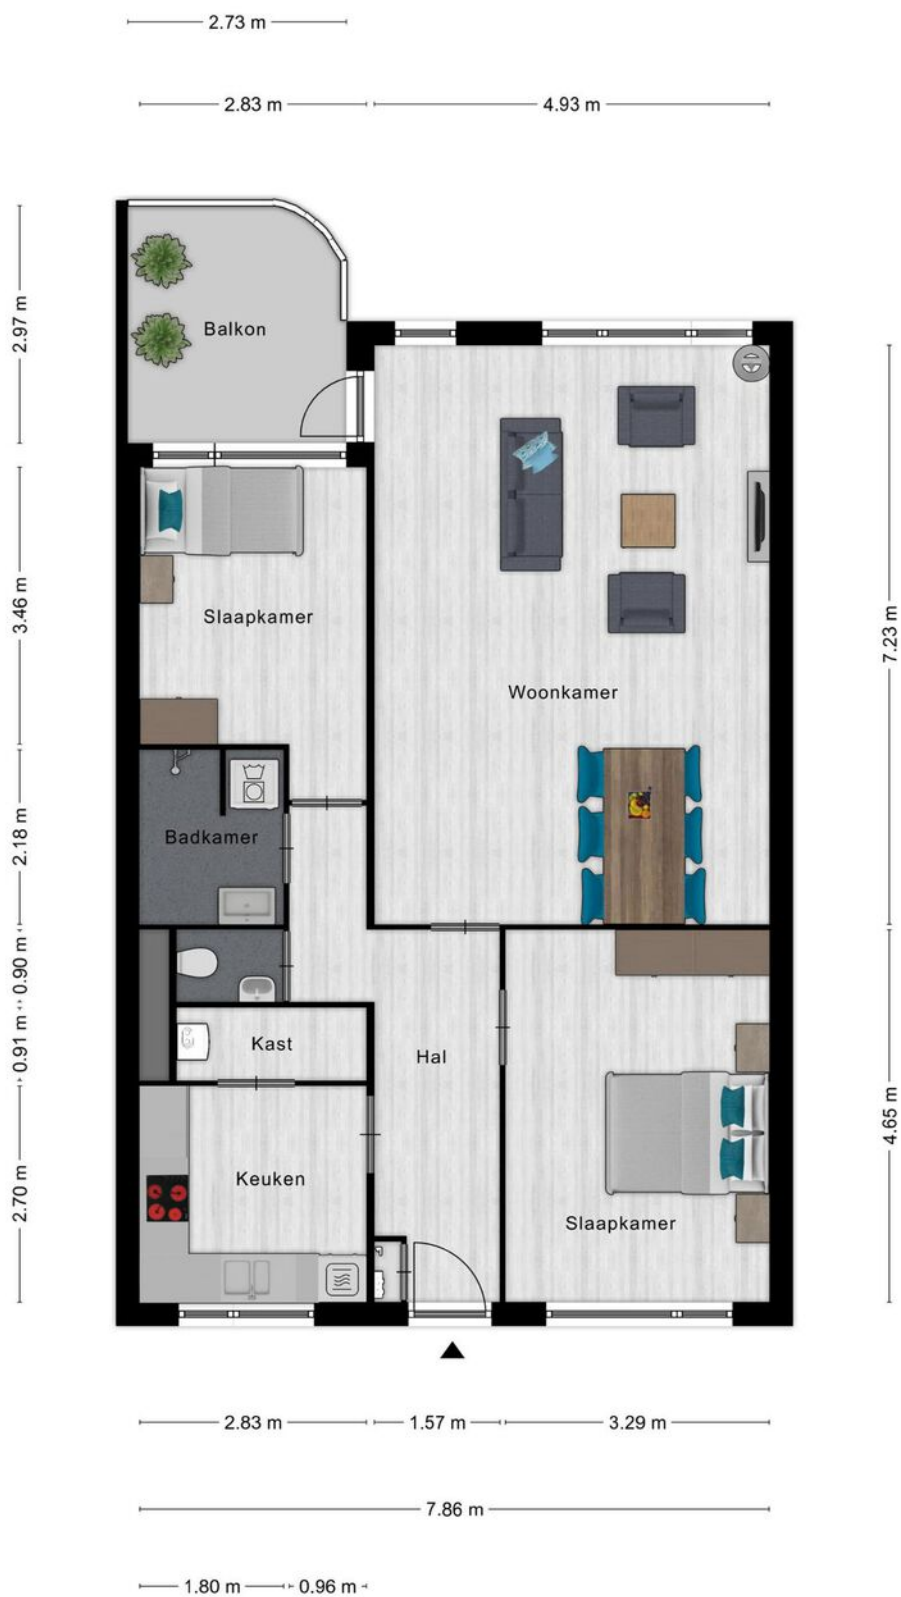 2.73 m
2.83 m
4.93 m
2.97 m
Balkon
3.46 m
Slaapkamer
7.23 m
Woonkamer
2.18 m
Badkamer
0.90 m
0.91 m
Kast
Hal
4.65 m
2.70 m
Keuken
Slaapkamer
2.83 m
1.57 m
3.29 m
7.86 m
1.80 m
0.96 m